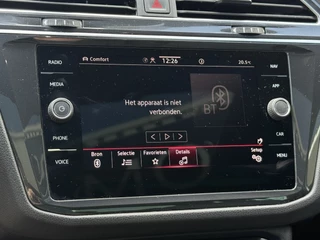 RADIO
Comfort
12:26
20.5
NAV
MEDIA
APP
Het apparaat is niet
verbonden.
BT
PHONE
CAR
VOICE
Bron
Selectie
Favorieten
Details
Setup
MENU